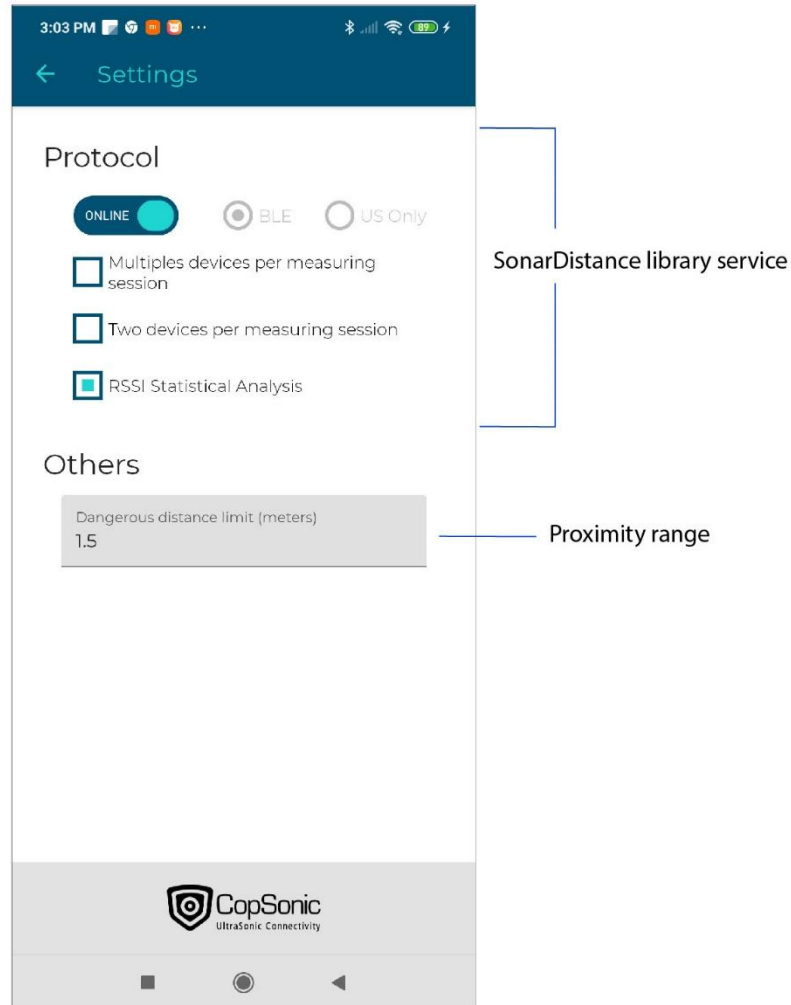 3:03 PM
89
Settings
Protocol
ONLINE
BLE
US Only
Multiples devices per measuring
session
Two devices per measuring session
RSSI Statistical Analysis
SonarDistance library service
Others
Dangerous distance limit (meters)
1.5
Proximity range
CopSonic
UltraSonic Connectivity